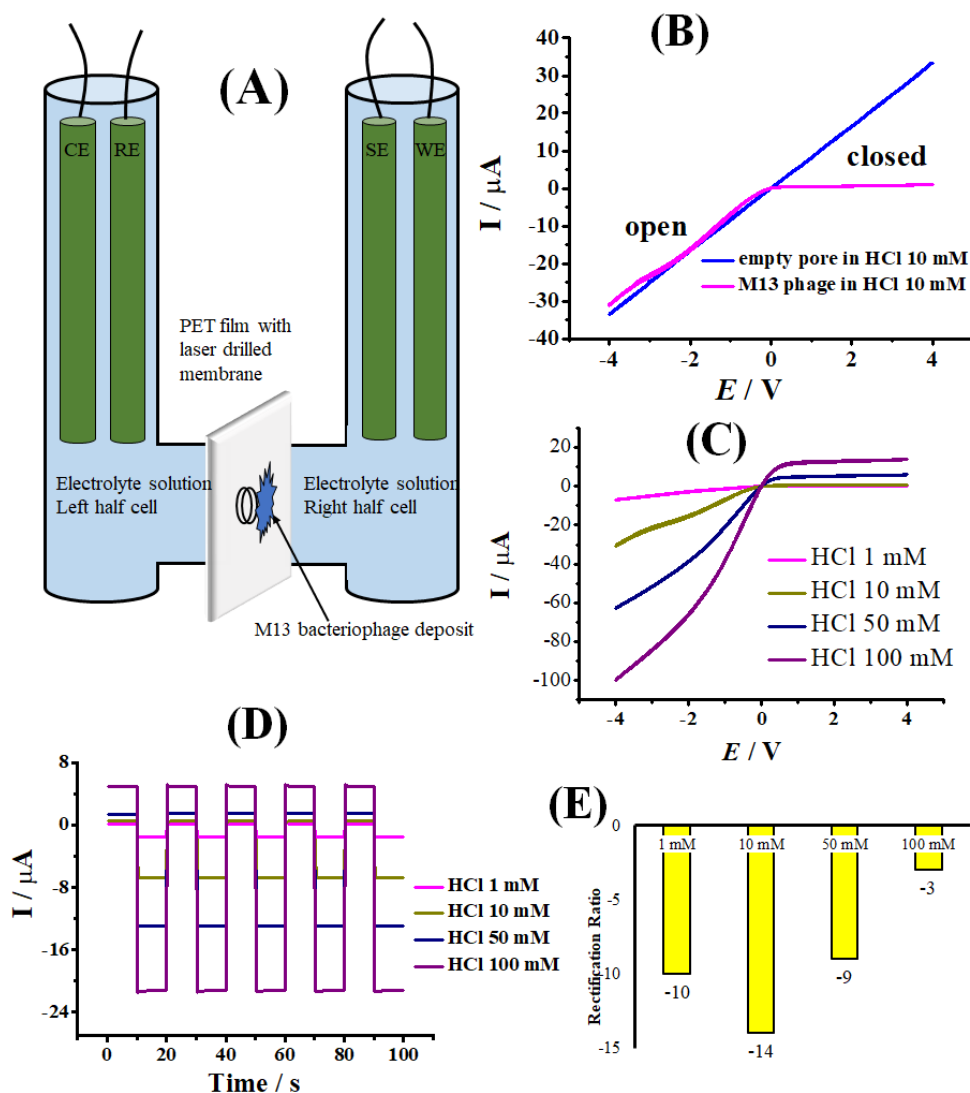 (A)
CE
RE
SE
WE
PET film with
laser drilled
membrane
Electrolyte solution
Left half cell
Electrolyte solution
Right half cell
M13 bacteriophage deposit
(B)
I / μA
40
30
20
10
0
-10
-20
-30
-40
closed
open
empty pore in HCl 10 mM
M13 phage in HCl 10 mM
-4
-2
0
2
4
E / V
(C)
I / μA
20
0
-20
-40
-60
-80
-100
HCl 1 mM
HCl 10 mM
HCl 50 mM
HCl 100 mM
-4
-2
0
2
4
E / V
(D)
I / μA
8
0
-8
-16
-24
HCl 1 mM
HCl 10 mM
HCl 50 mM
HCl 100 mM
0
20
40
60
80
100
Time / s
(E)
Rectification Ratio
0
-5
-10
-15
1 mM
10 mM
50 mM
100 mM
-10
-14
-9
-3